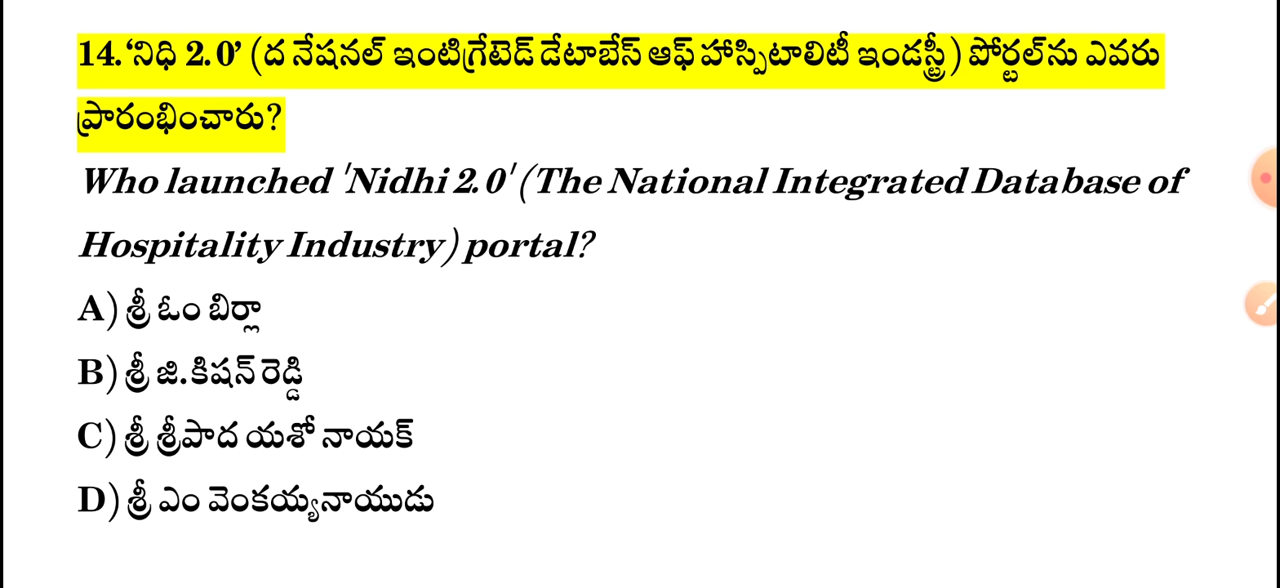 14.‘నిధి 2.0’ (ద నేషనల్ ఇంటిగ్రేటెడ్ డేటాబేస్ ఆఫ్ హాస్పిటాలిటీ ఇండస్ట్రీ) పోర్టల్‌ను ఎవరు
ప్రారంభించారు?
Who launched 'Nidhi 2.0' (The National Integrated Database of
Hospitality Industry) portal?
A) శ్రీ ఓం బిర్లా
B) శ్రీ జి.కిషన్ రెడ్డి
C) శ్రీ శ్రీపాద యశో నాయక్
D) శ్రీ ఎం వెంకయ్యనాయుడు